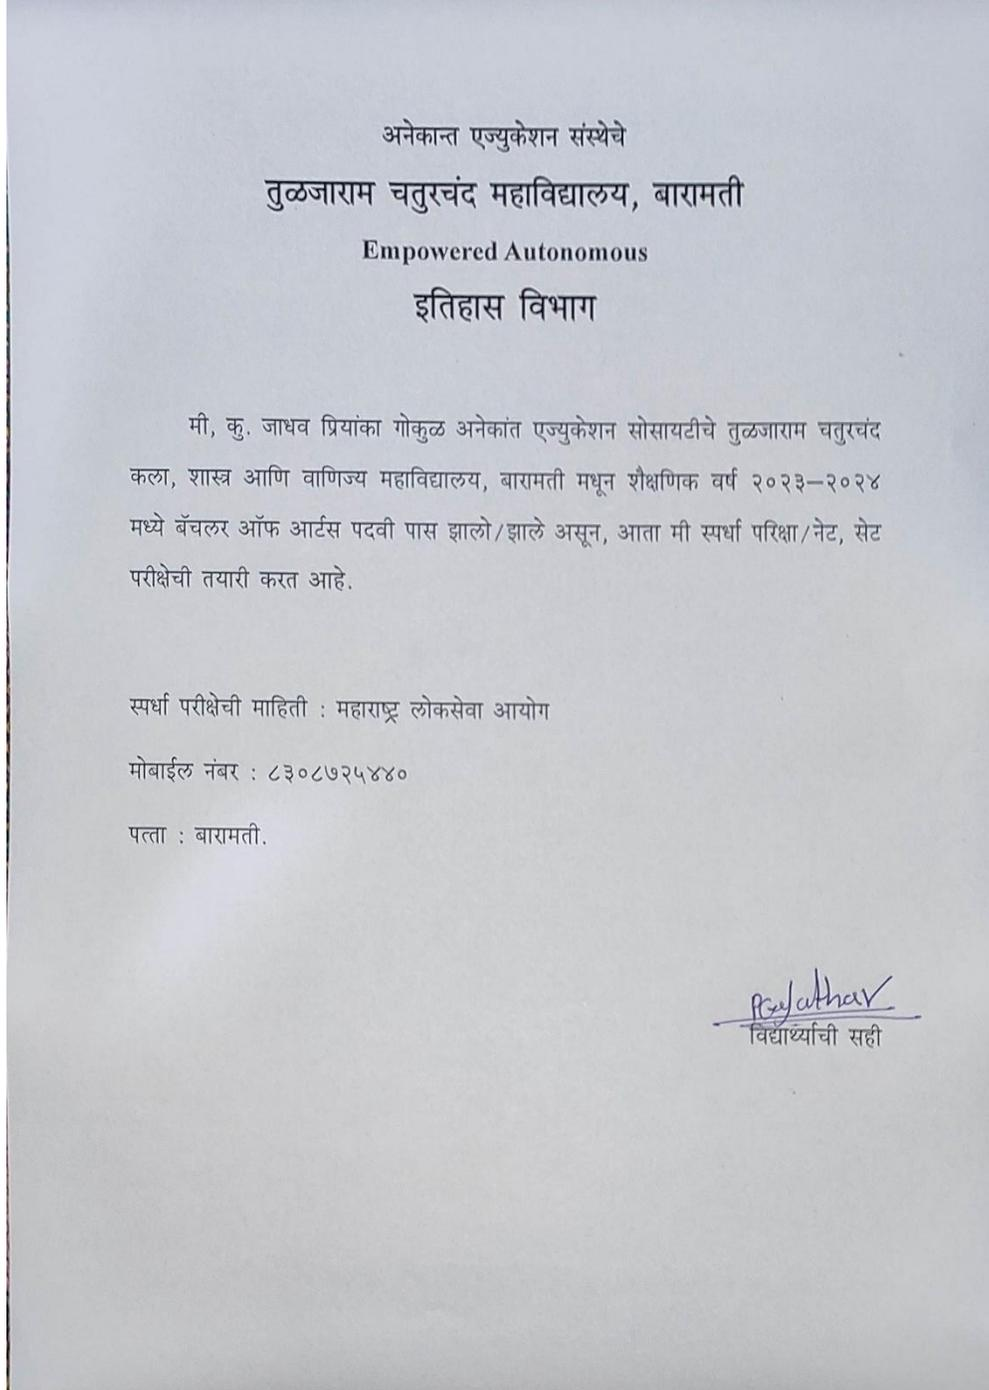 अनेकान्त एज्युकेशन संस्थेचे
तुळजाराम चतुरचंद महाविद्यालय, बारामती
Empowered Autonomous
इतिहास विभाग
मी, कु. जाधव प्रियांका गोकुळ अनेकांत एज्युकेशन सोसायटीचे तुळजाराम चतुरचंद
कला, शास्त्र आणि वाणिज्य महाविद्यालय, बारामती मधून शैक्षणिक वर्ष २०२३–२०२४
मध्ये बॅचलर ऑफ आर्टस पदवी पास झालो/झाले असून, आता मी स्पर्धा परिक्षा/नेट, सेट
परीक्षेची तयारी करत आहे.
स्पर्धा परीक्षेची माहिती : महाराष्ट्र लोकसेवा आयोग
मोबाईल नंबर : ८३०८७२५४४०
पत्ता : बारामती.
विद्यार्थ्याची सही